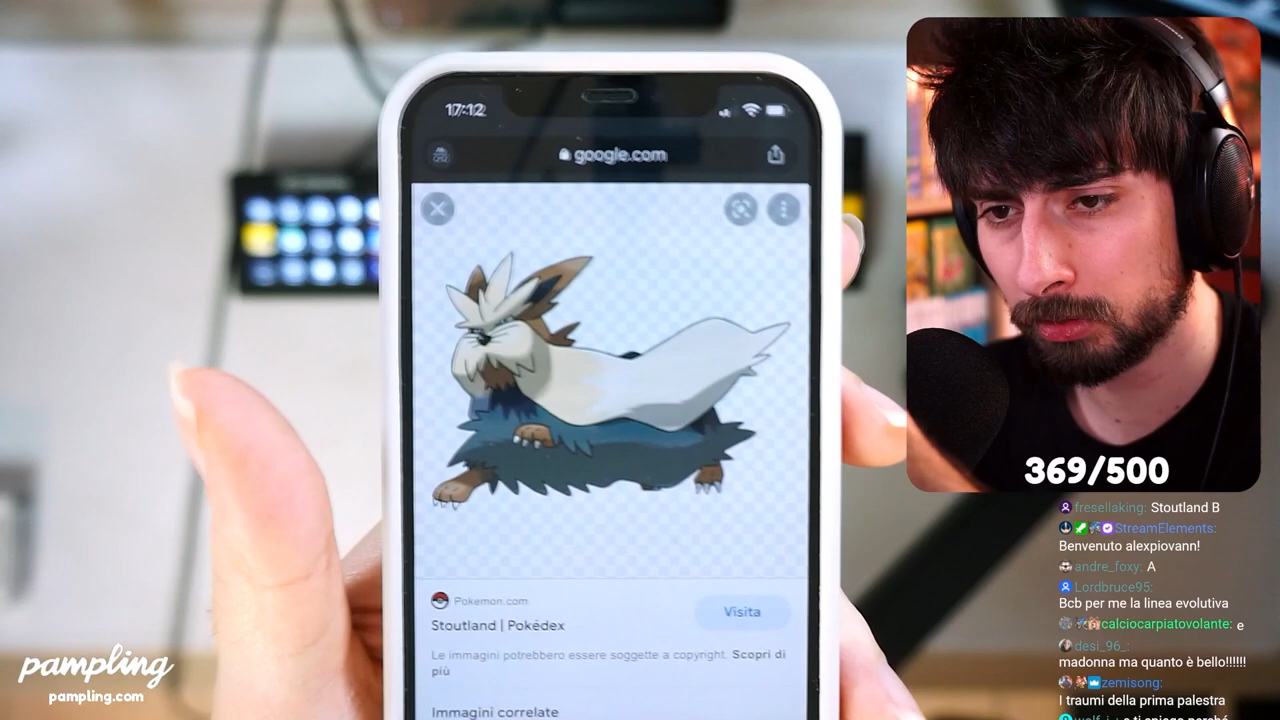 17:12
google.com
Pokemon.com
Stoutland | Pokédex
Visita
Le immagini potrebbero essere soggette a copyright. Scopri di
più
Immagini correlate
pampling
pampling.com
369/500
fresellaking: Stoutland B
StreamElements:
Benvenuto alexpiovann!
andre_foxy: A
Lordbruce95:
Bcb per me la linea evolutiva
calciocarpiatovolante: e
desi_96_:
madonna ma quanto è bello!!!!!!
zemisong:
I traumi della prima palestra